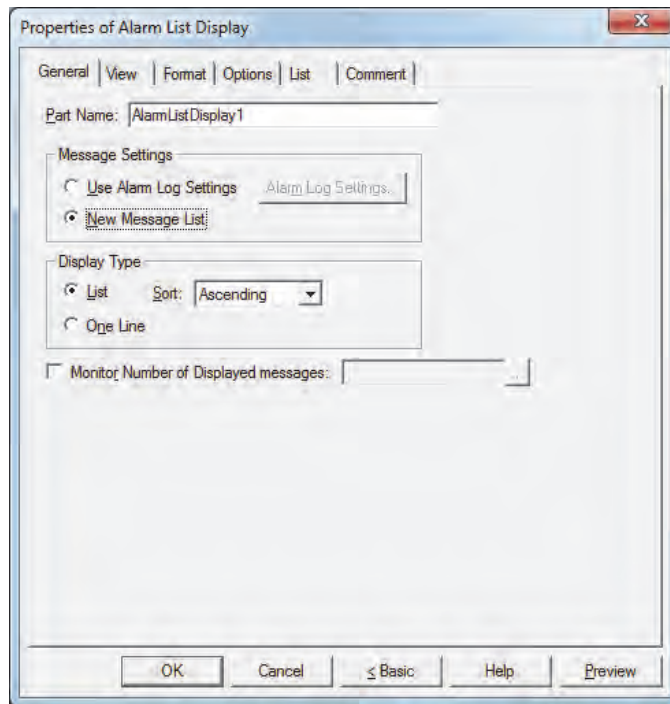 Properties of Alarm List Display
General View Format Options List Comment
Part Name: AlarmListDisplay1
Message Settings
Use Alarm Log Settings Alarm Log Settings...
New Message List
Display Type
List Sort: Ascending
One Line
Monitor Number of Displayed messages: ...
OK Cancel < Basic Help Preview